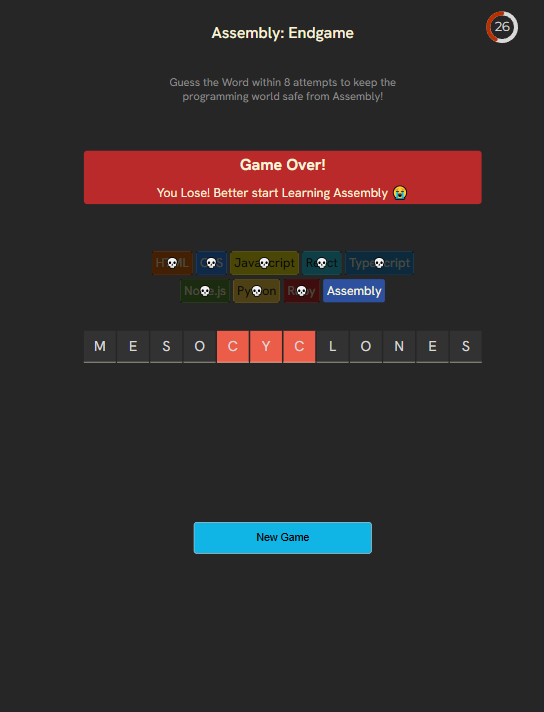 26
Assembly: Endgame
Guess the Word within 8 attempts to keep the
programming world safe from Assembly!
Game Over!
You Lose! Better start Learning Assembly 😭
HTML CSS JavaScript React Typescript
Node.js Python Ruby Assembly
M E S O C Y C L O N E S
New Game